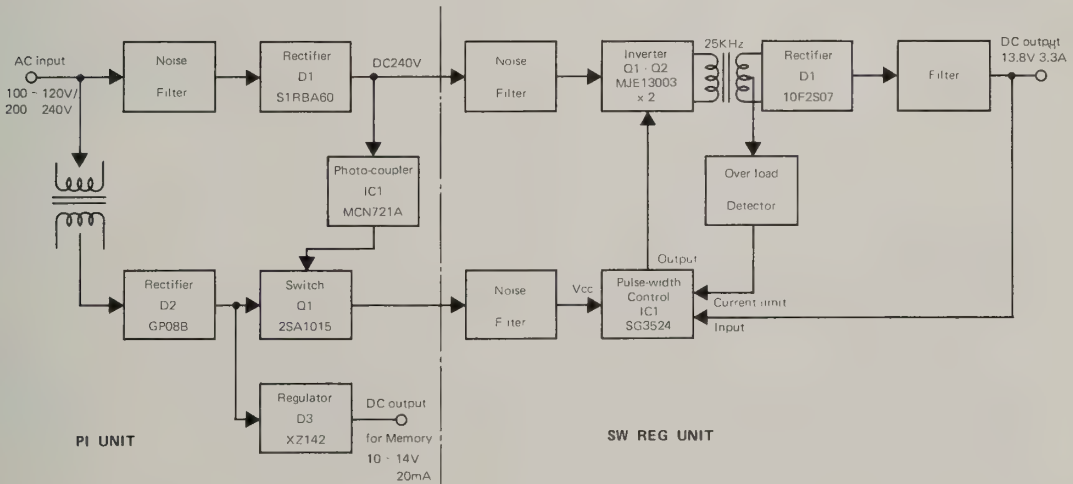 AC input
100 ~ 120V/
200 240V
Noise
Filter
Rectifier
D1
S1RBA60
DC240V
Photo-coupler
IC1
MCN721A
Rectifier
D2
GP08B
Switch
Q1
2SA1015
Regulator
D3
XZ142
DC output
for Memory
10 - 14V
20mA
PI UNIT
Noise
Filter
Inverter
Q1 - Q2
MJE13003
x 2
25KHz
Rectifier
D1
10F2S07
Filter
DC output
13.8V 3.3A
Over load
Detector
Output
Noise
Filter
Vcc
Pulse-width
Control
IC1
SG3524
Current limit
Input
SW REG UNIT